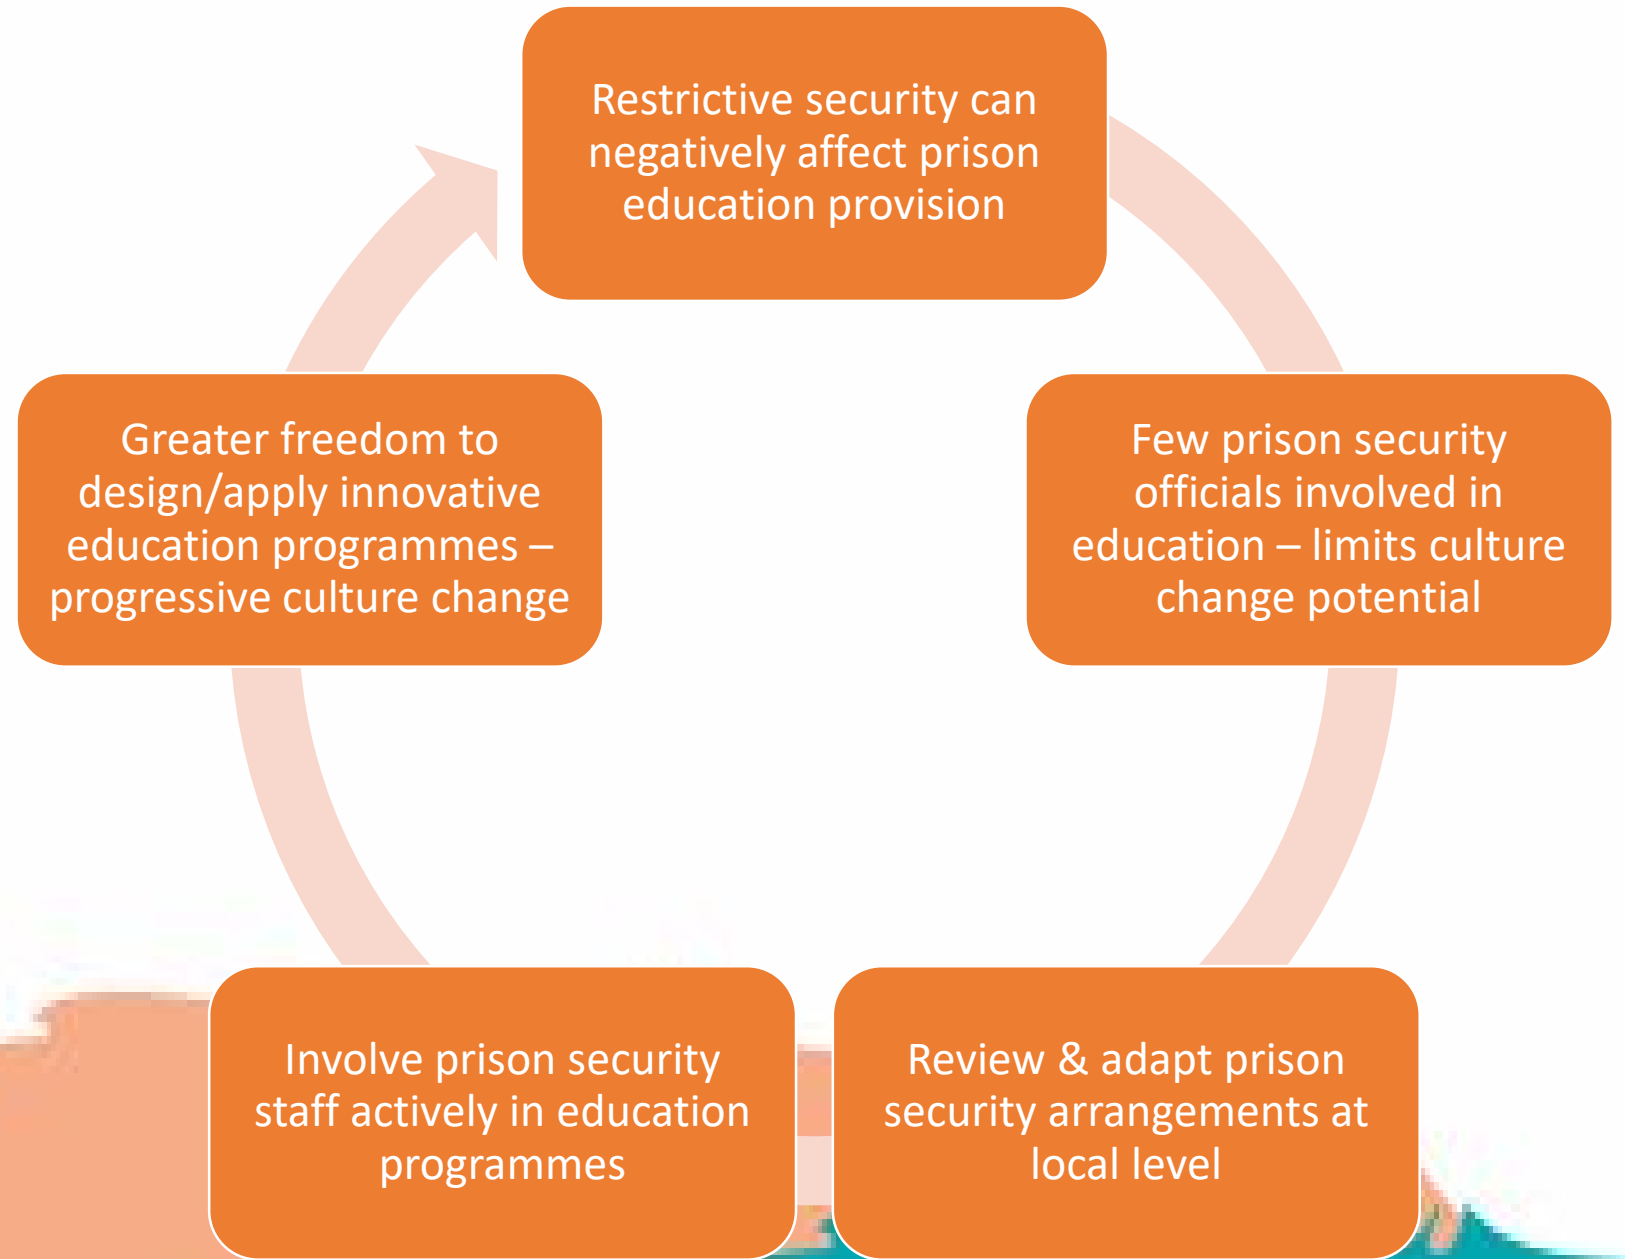 Restrictive security can
negatively affect prison
education provision
Few prison security
officials involved in
education – limits culture
change potential
Review & adapt prison
security arrangements at
local level
Involve prison security
staff actively in education
programmes
Greater freedom to
design/apply innovative
education programmes –
progressive culture change